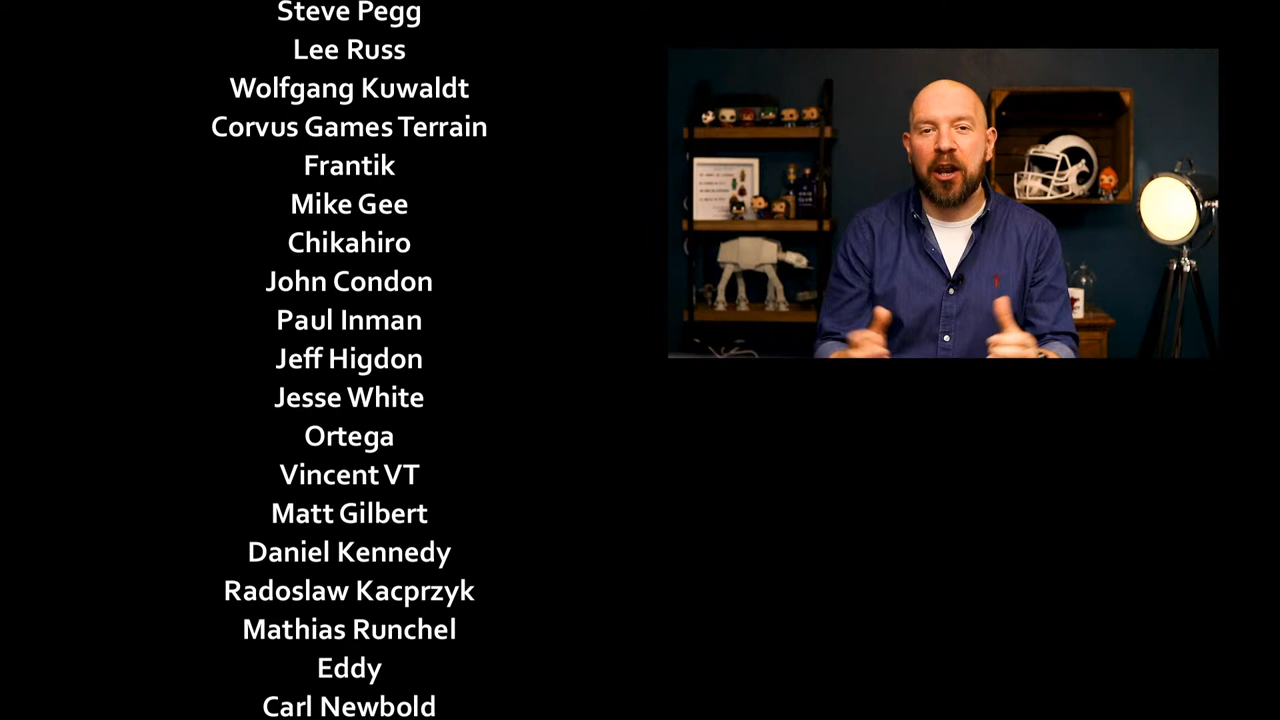 Steve Pegg
Lee Russ
Wolfgang Kuwaldt
Corvus Games Terrain
Frantik
Mike Gee
Chikahiro
John Condon
Paul Inman
Jeff Higdon
Jesse White
Ortega
Vincent VT
Matt Gilbert
Daniel Kennedy
Radoslaw Kacprzyk
Mathias Runchel
Eddy
Carl Newbold